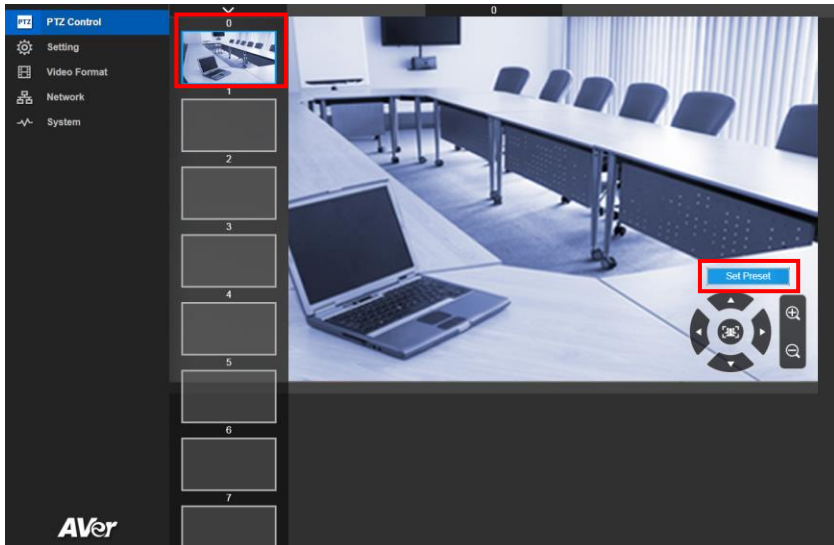 PTZ PTZ Control
Setting
Video Format
Network
System
AVer
0
0
1
2
3
4
5
6
7
Set Preset